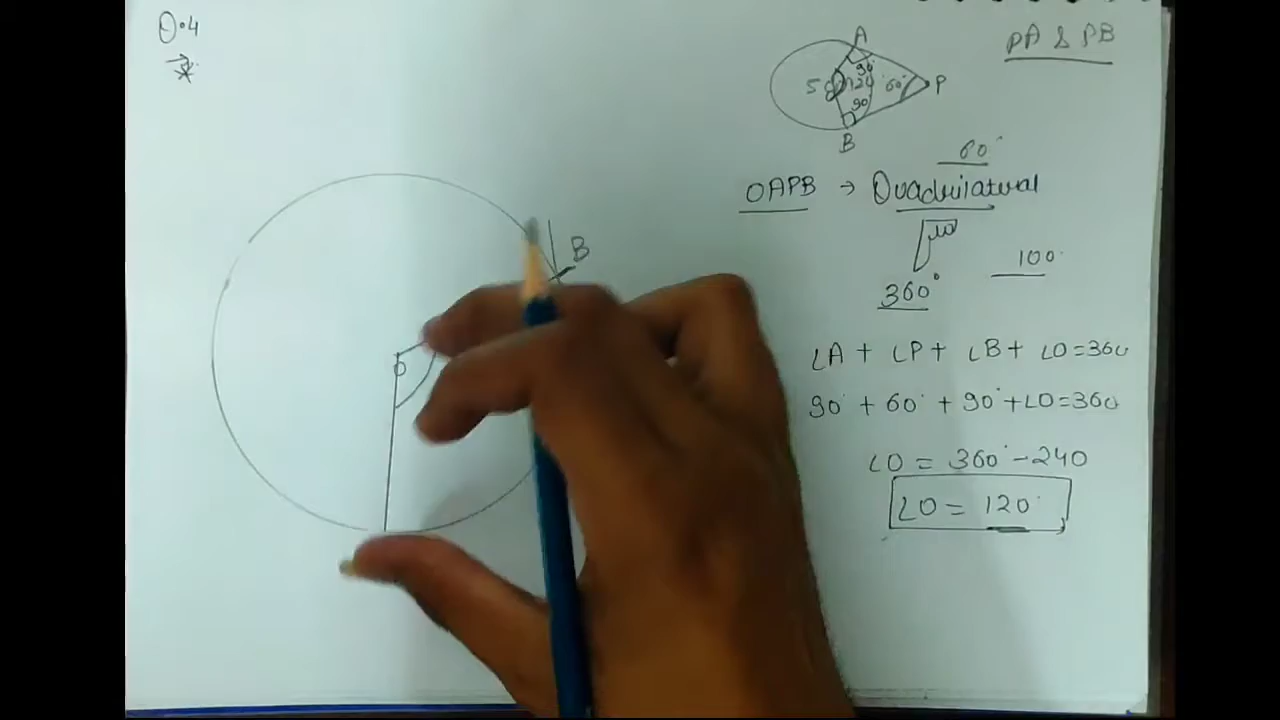 Q.4
PA & PB
A
90
5 120 60° P
90
B
60°
OAPB → Quadrilateral
100°
360°
∠A + ∠P + ∠B + ∠O = 360
90° + 60° + 90° + ∠O = 360
∠O = 360° - 240
∠O = 120°
B
O